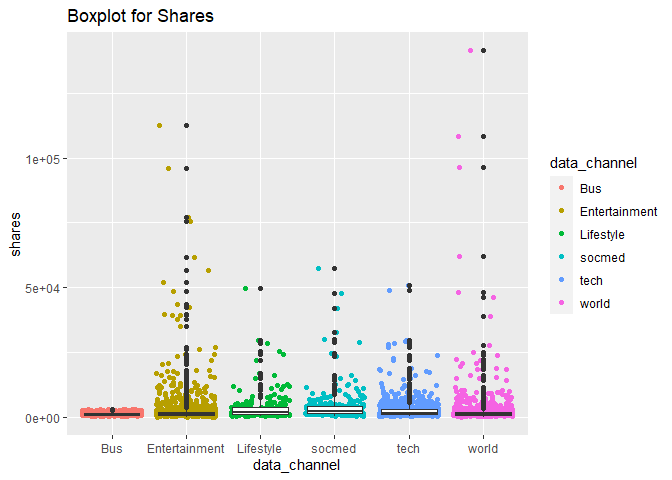 Boxplot for Shares
shares
1e+05
5e+04
0e+00
Bus Entertainment Lifestyle socmed tech world
data_channel
data_channel
Bus
Entertainment
Lifestyle
socmed
tech
world